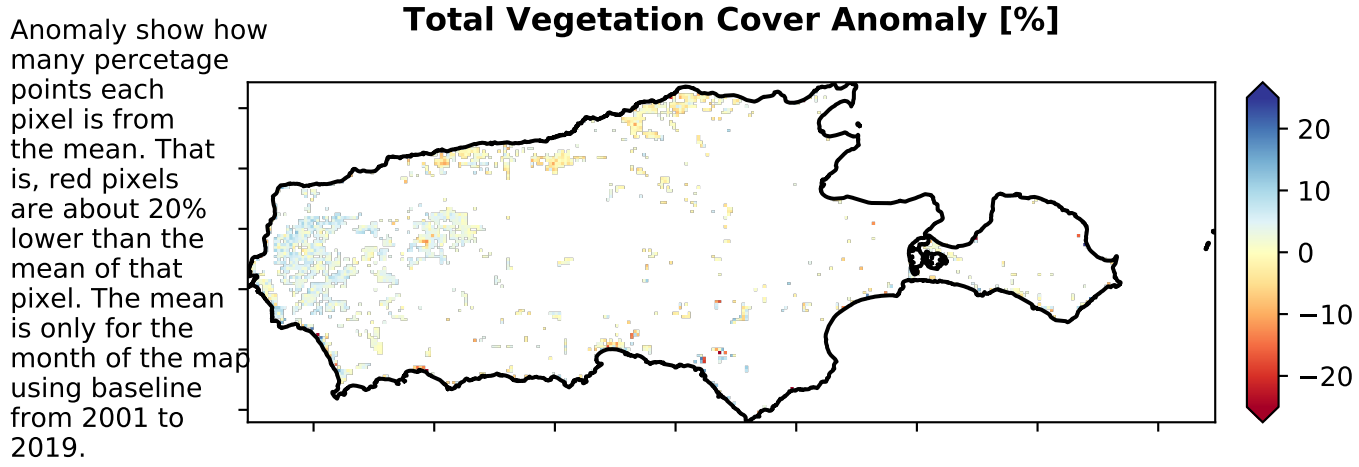 Total Vegetation Cover Anomaly [%]
Anomaly show how
many percetage
points each
pixel is from
the mean. That
is, red pixels
are about 20%
lower than the
mean of that
pixel. The mean
is only for the
month of the map
using baseline
from 2001 to
2019.
20
10
0
−10
−20